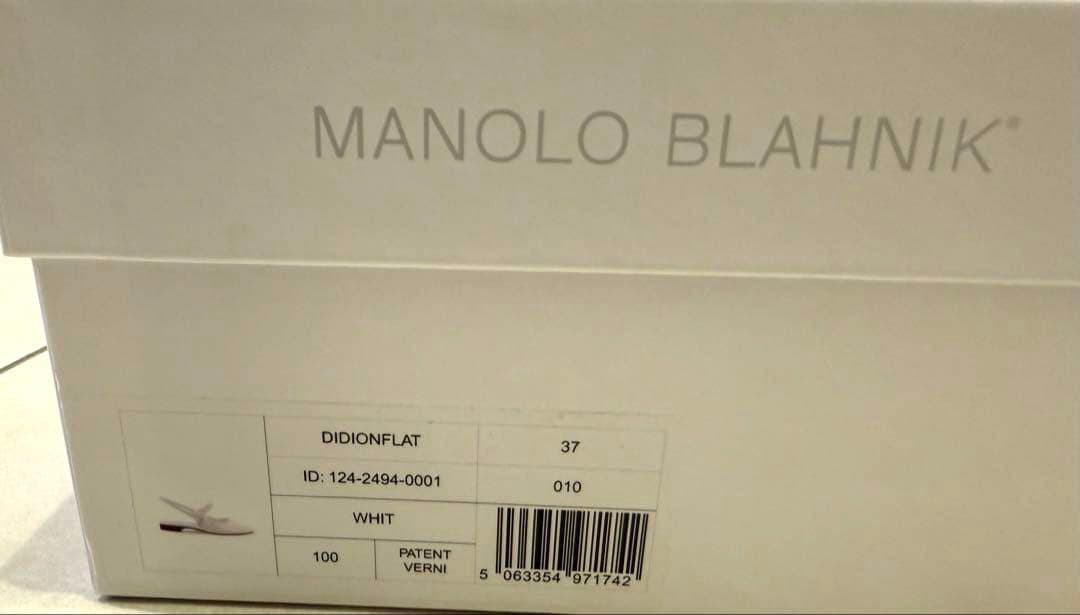 MANOLO BLAHNIK®
DIDIONFLAT 37
ID: 124-2494-0001 010
WHIT
100 PATENT VERNI
5 063354 971742